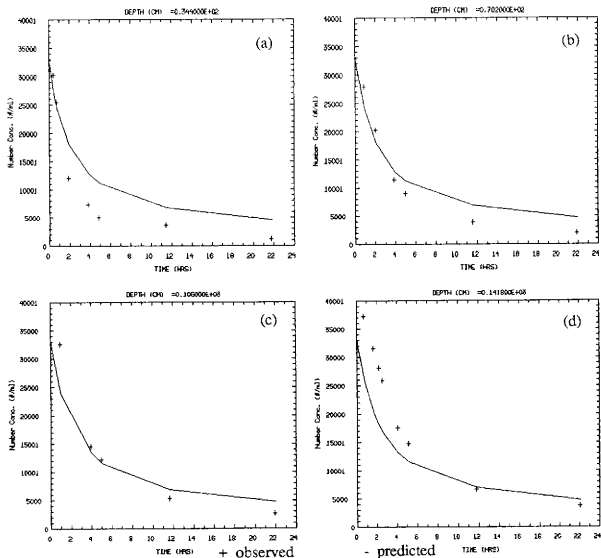 DEPTH (CM) =0.344000E+02
DEPTH (CM) =0.702000E+02
(a)
(b)
Number Conc. (#/ml)
40001
35000
30000
25000
20000
15000
10001
5000
0
0 2 4 6 8 10 12 14 16 18 20 22 24
TIME (HRS)
Number Conc. (#/ml)
40001
35000
30000
25000
20000
15000
10001
5000
0
0 2 4 6 8 10 12 14 16 18 20 22 24
TIME (HRS)
DEPTH (CM) =0.106000E+03
DEPTH (CM) =0.141800E+03
(c)
(d)
Number Conc. (#/ml)
40001
35000
30000
25000
20000
15000
10001
5000
0
0 2 4 6 8 10 12 14 16 18 20 22 24
TIME (HRS)
Number Conc. (#/ml)
40001
35000
30000
25000
20000
15000
10001
5000
0
0 2 4 6 8 10 12 14 16 18 20 22 24
TIME (HRS)
+ observed
- predicted